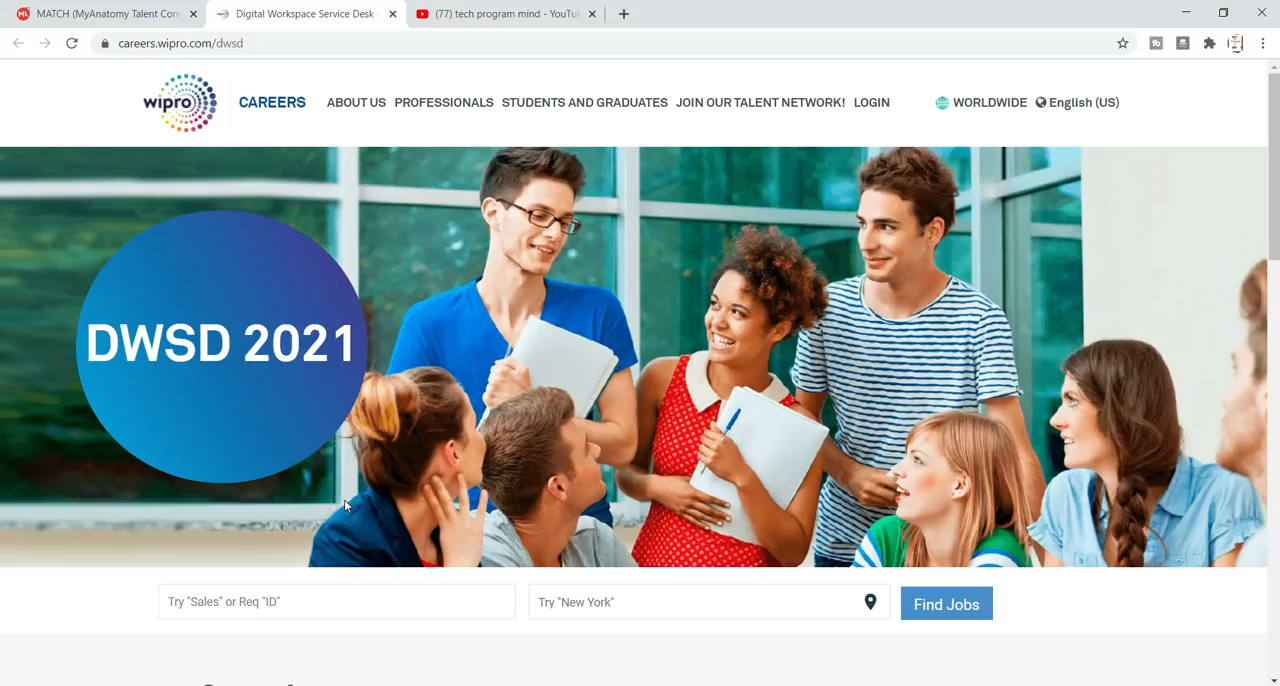 MATCH (MyAnatomy Talent Con
Digital Workspace Service Desk
(77) tech program mind - YouTu
careers.wipro.com/dwsd
wipro
CAREERS
ABOUT US
PROFESSIONALS
STUDENTS AND GRADUATES
JOIN OUR TALENT NETWORK!
LOGIN
WORLDWIDE
English (US)
DWSD 2021
Try "Sales" or Req "ID"
Try "New York"
Find Jobs